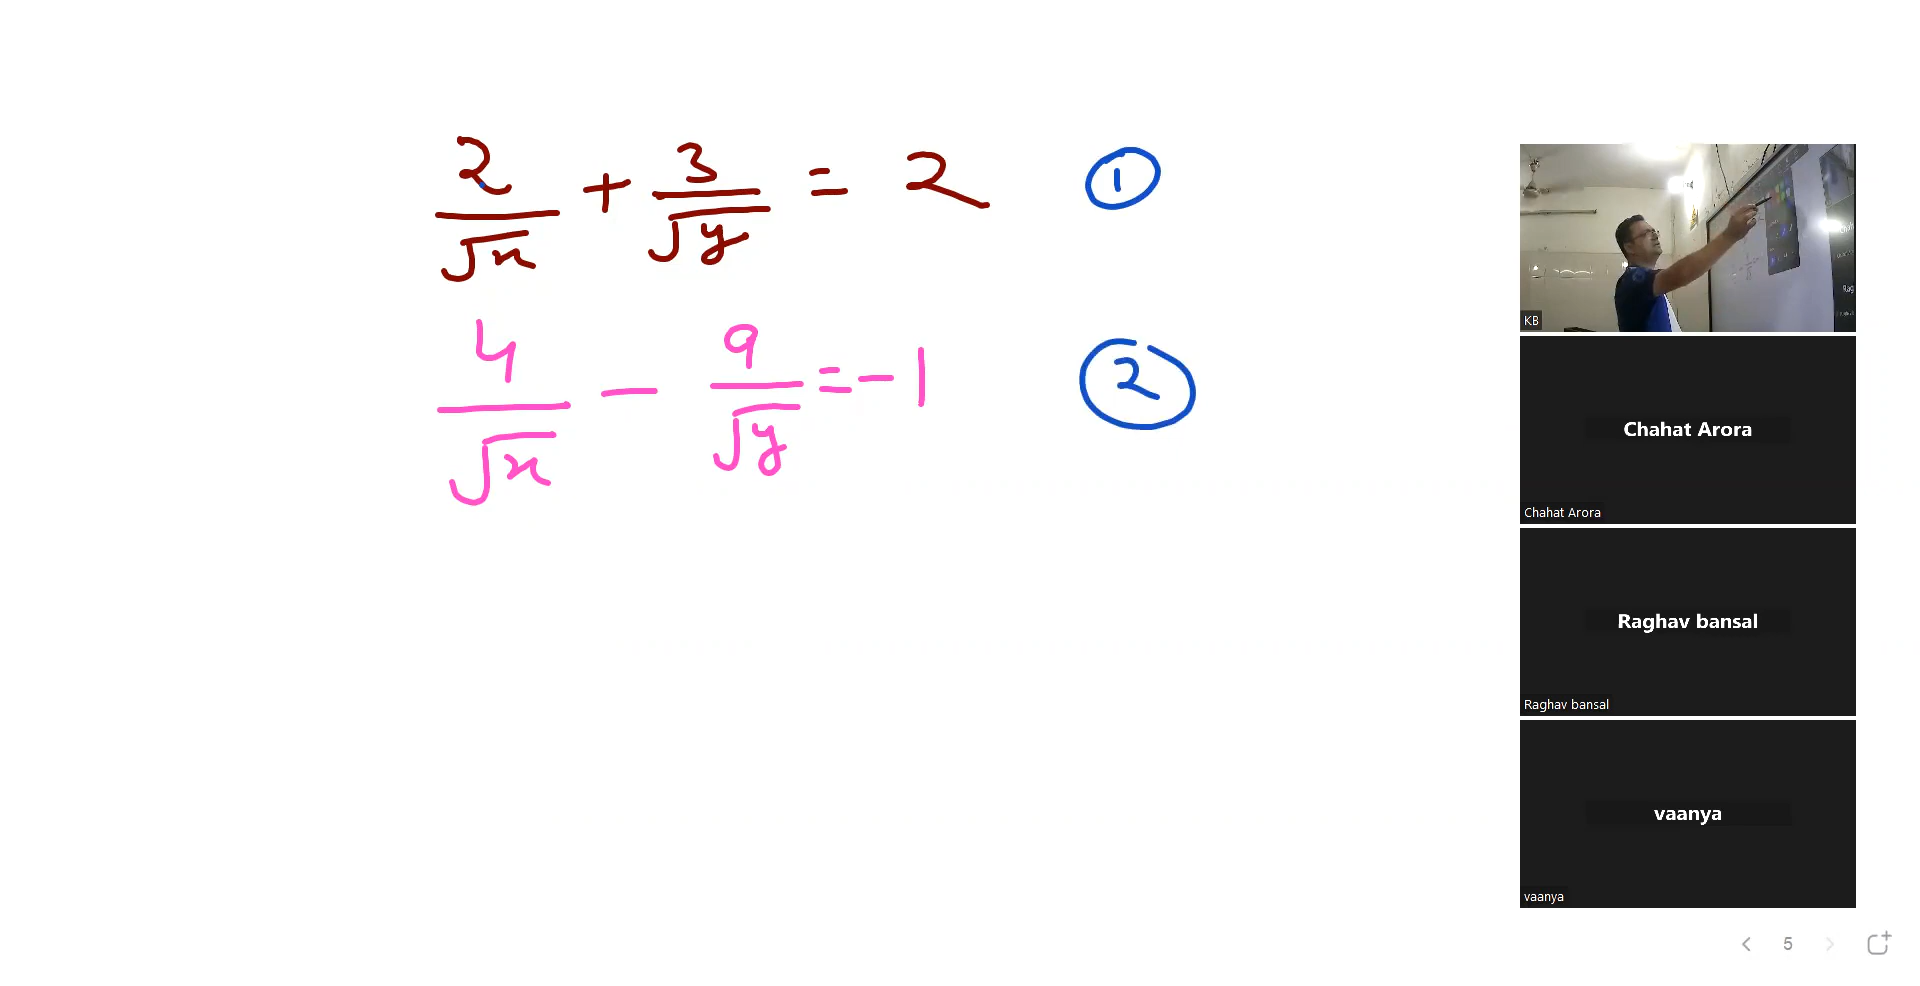 2/√x + 3/√y = 2 ①
4/√x − 9/√y = −1 ②
KB
Chahat Arora
Chahat Arora
Raghav bansal
Raghav bansal
vaanya
vaanya
5